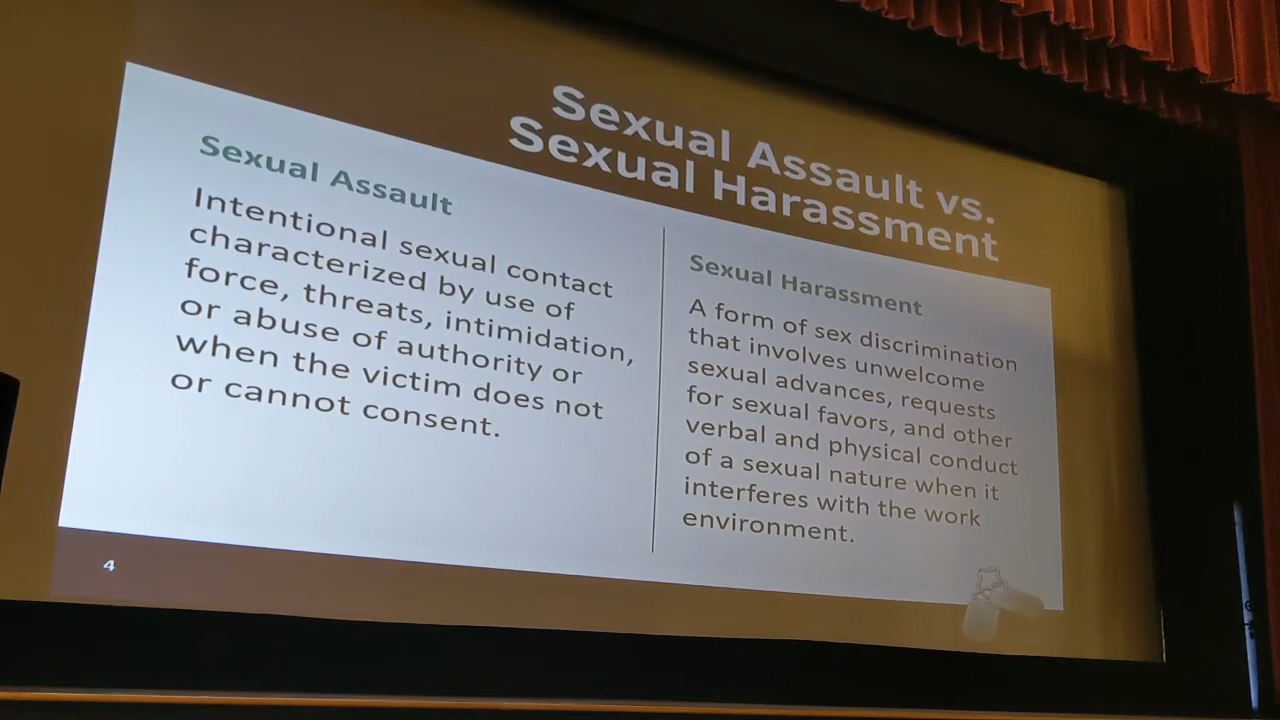 Sexual Assault vs.
Sexual Harassment
Sexual Assault
Intentional sexual contact
characterized by use of
force, threats, intimidation,
or abuse of authority or
when the victim does not
or cannot consent.
Sexual Harassment
A form of sex discrimination
that involves unwelcome
sexual advances, requests
for sexual favors, and other
verbal and physical conduct
of a sexual nature when it
interferes with the work
environment.
4